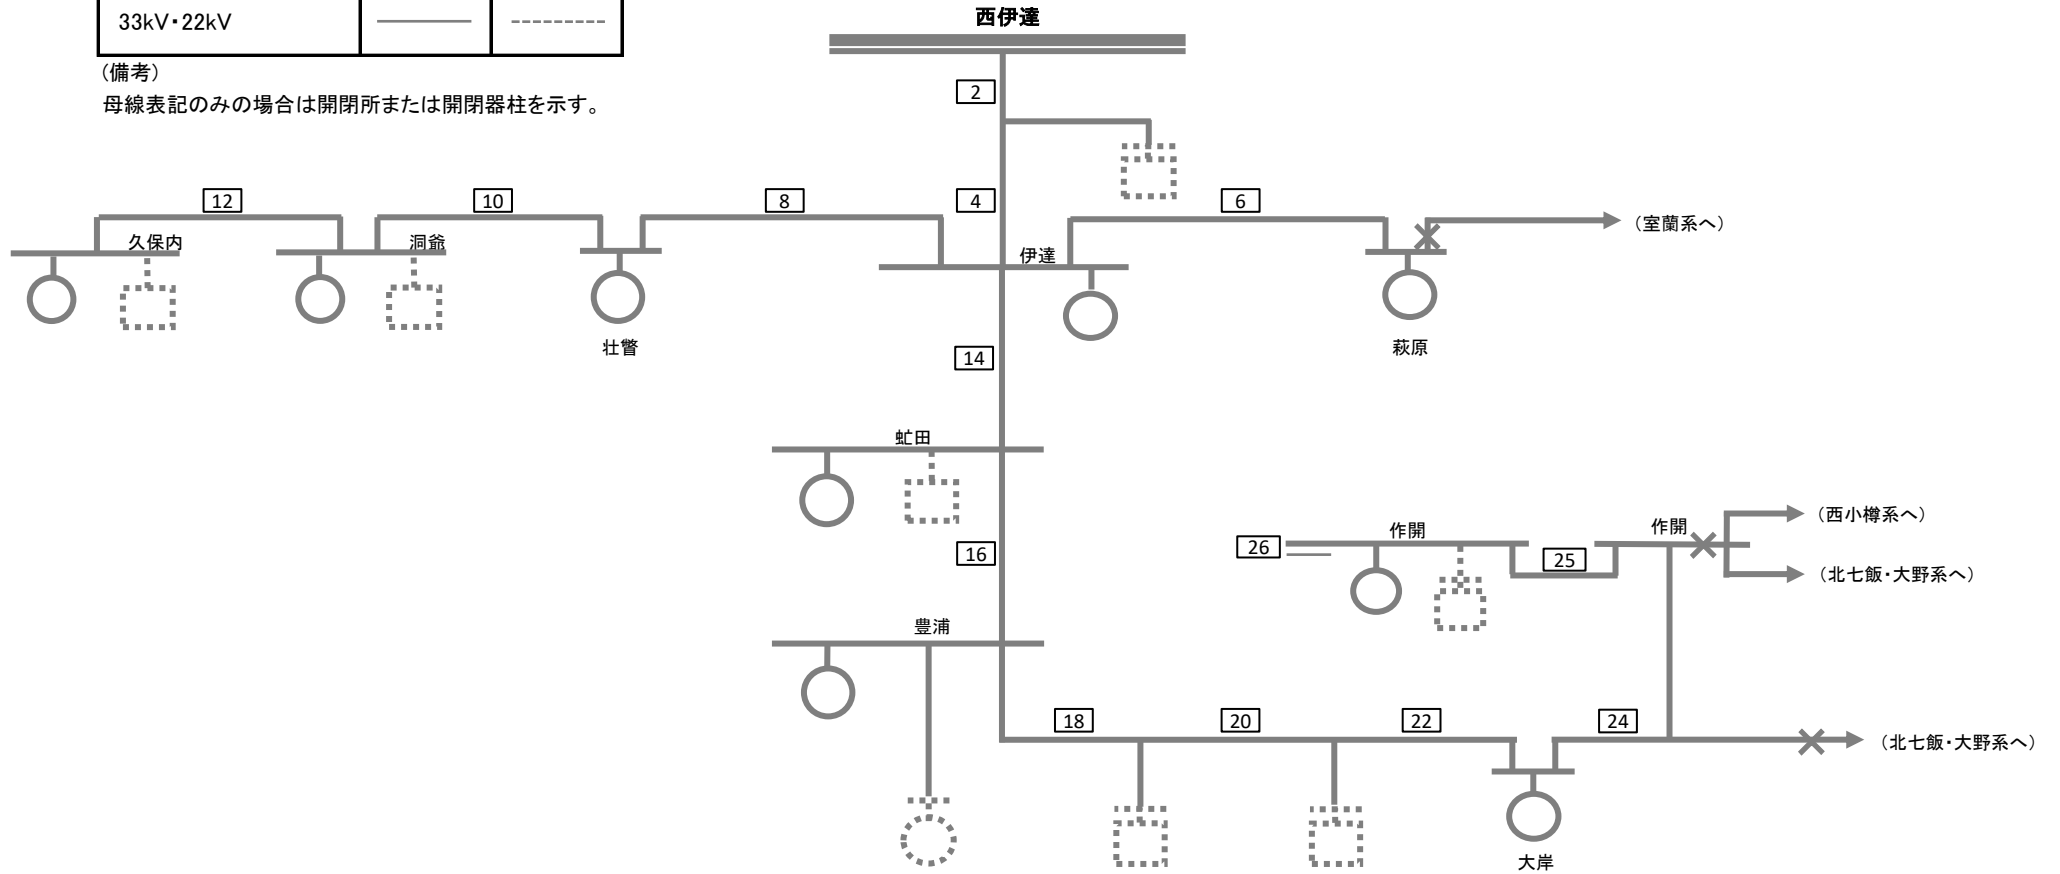 33kV・22kV
(備考)
母線表記のみの場合は開閉所または開閉器柱を示す。
西伊達
2
12
10
8
4
6
(室蘭系へ)
久保内
洞爺
伊達
壮瞥
萩原
14
虻田
(西小樽系へ)
作開
作開
26
25
16
(北七飯・大野系へ)
豊浦
18
20
22
24
(北七飯・大野系へ)
大岸